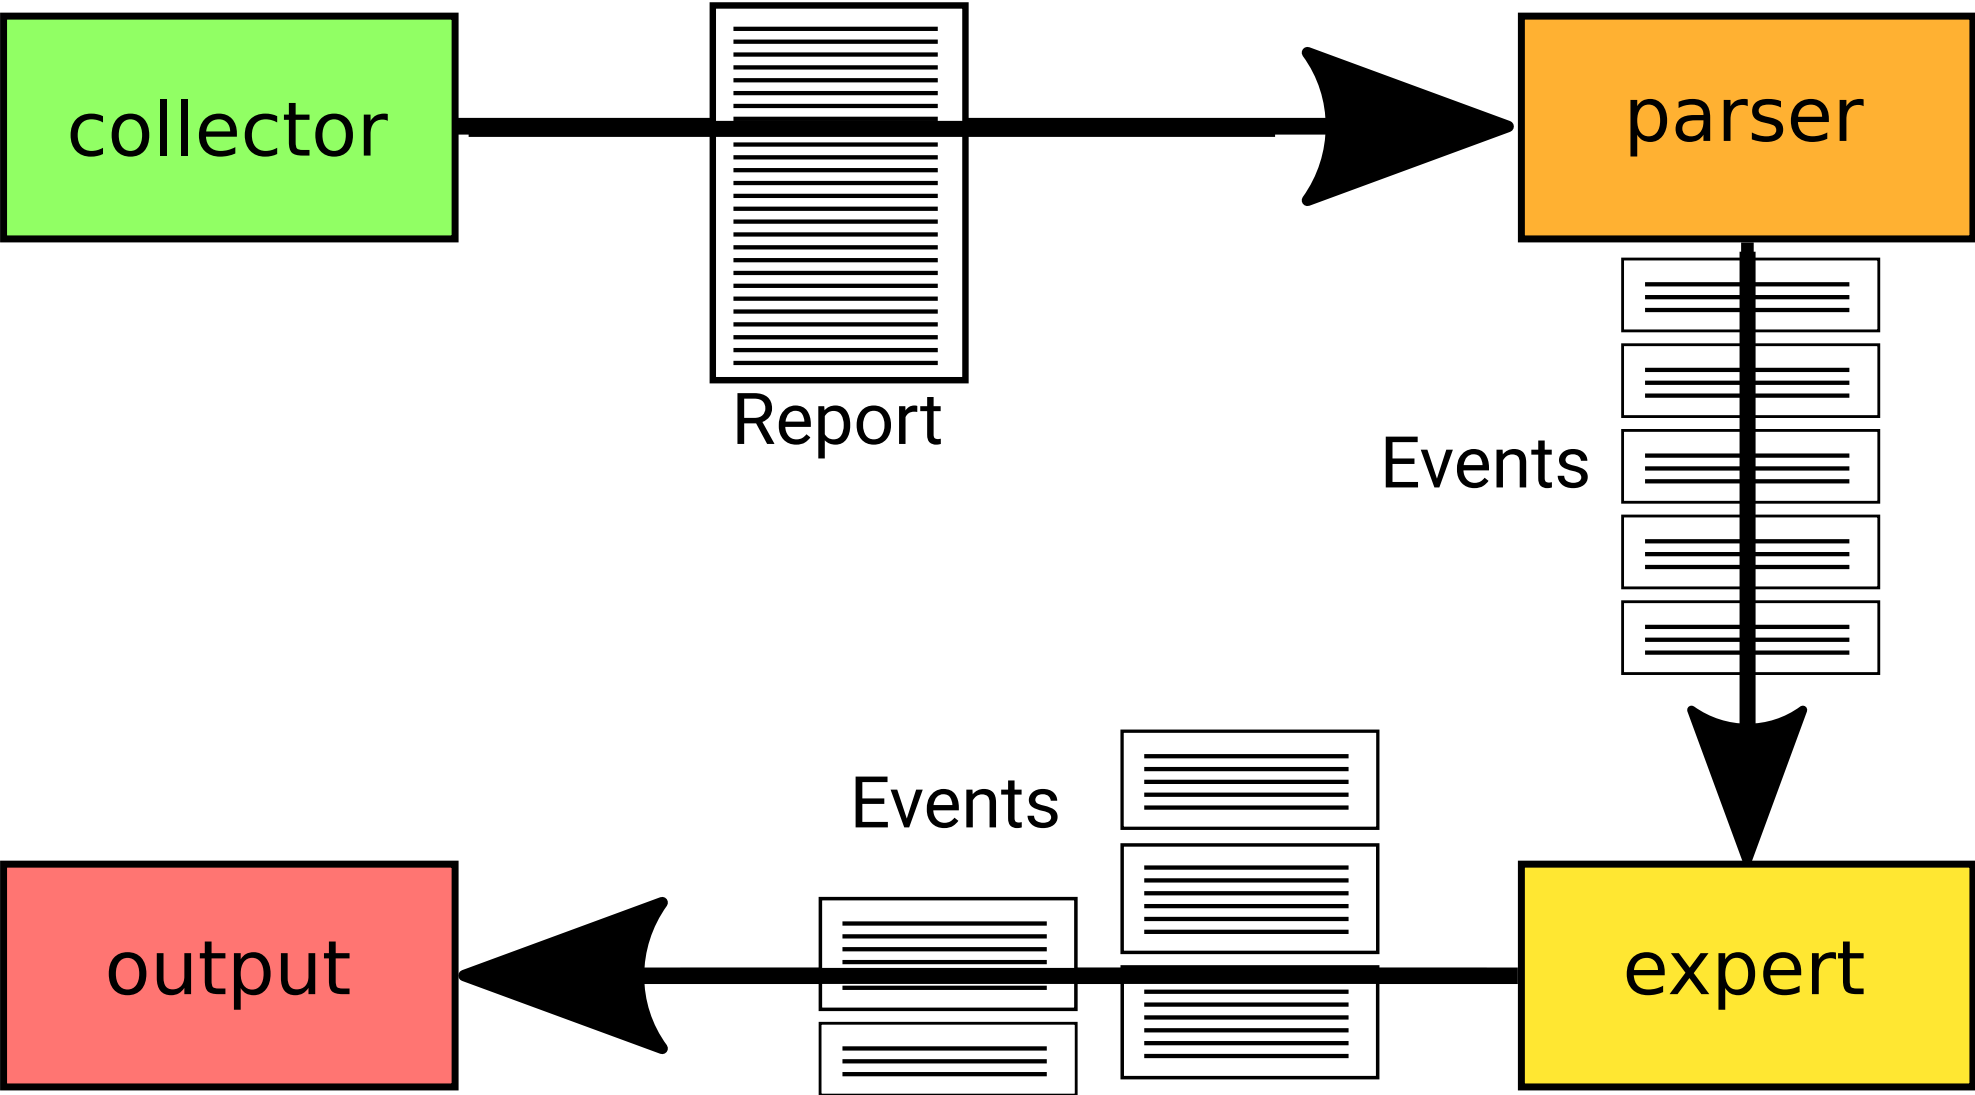 collector
parser
Report
Events
Events
output
expert